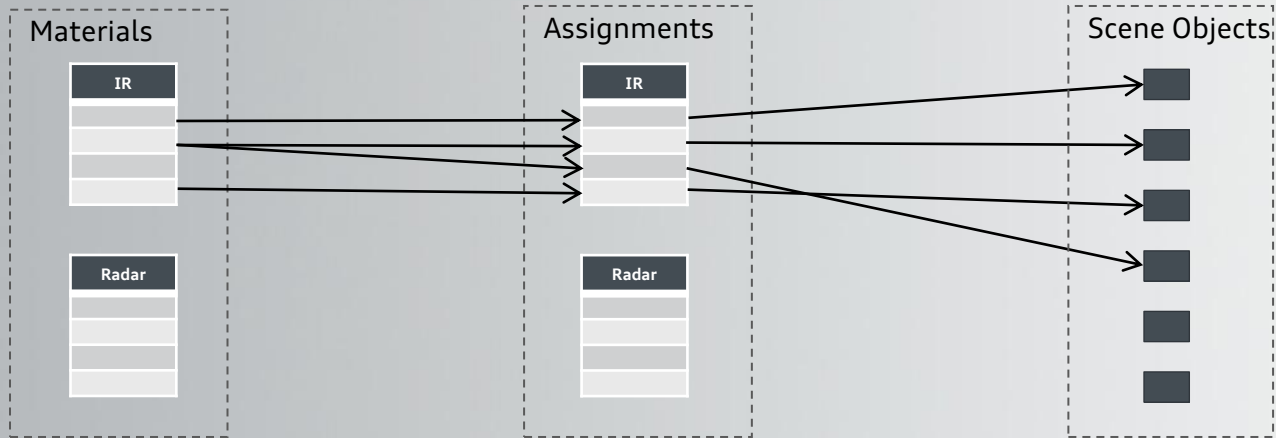 Materials
IR
Radar
Assignments
IR
Radar
Scene Objects